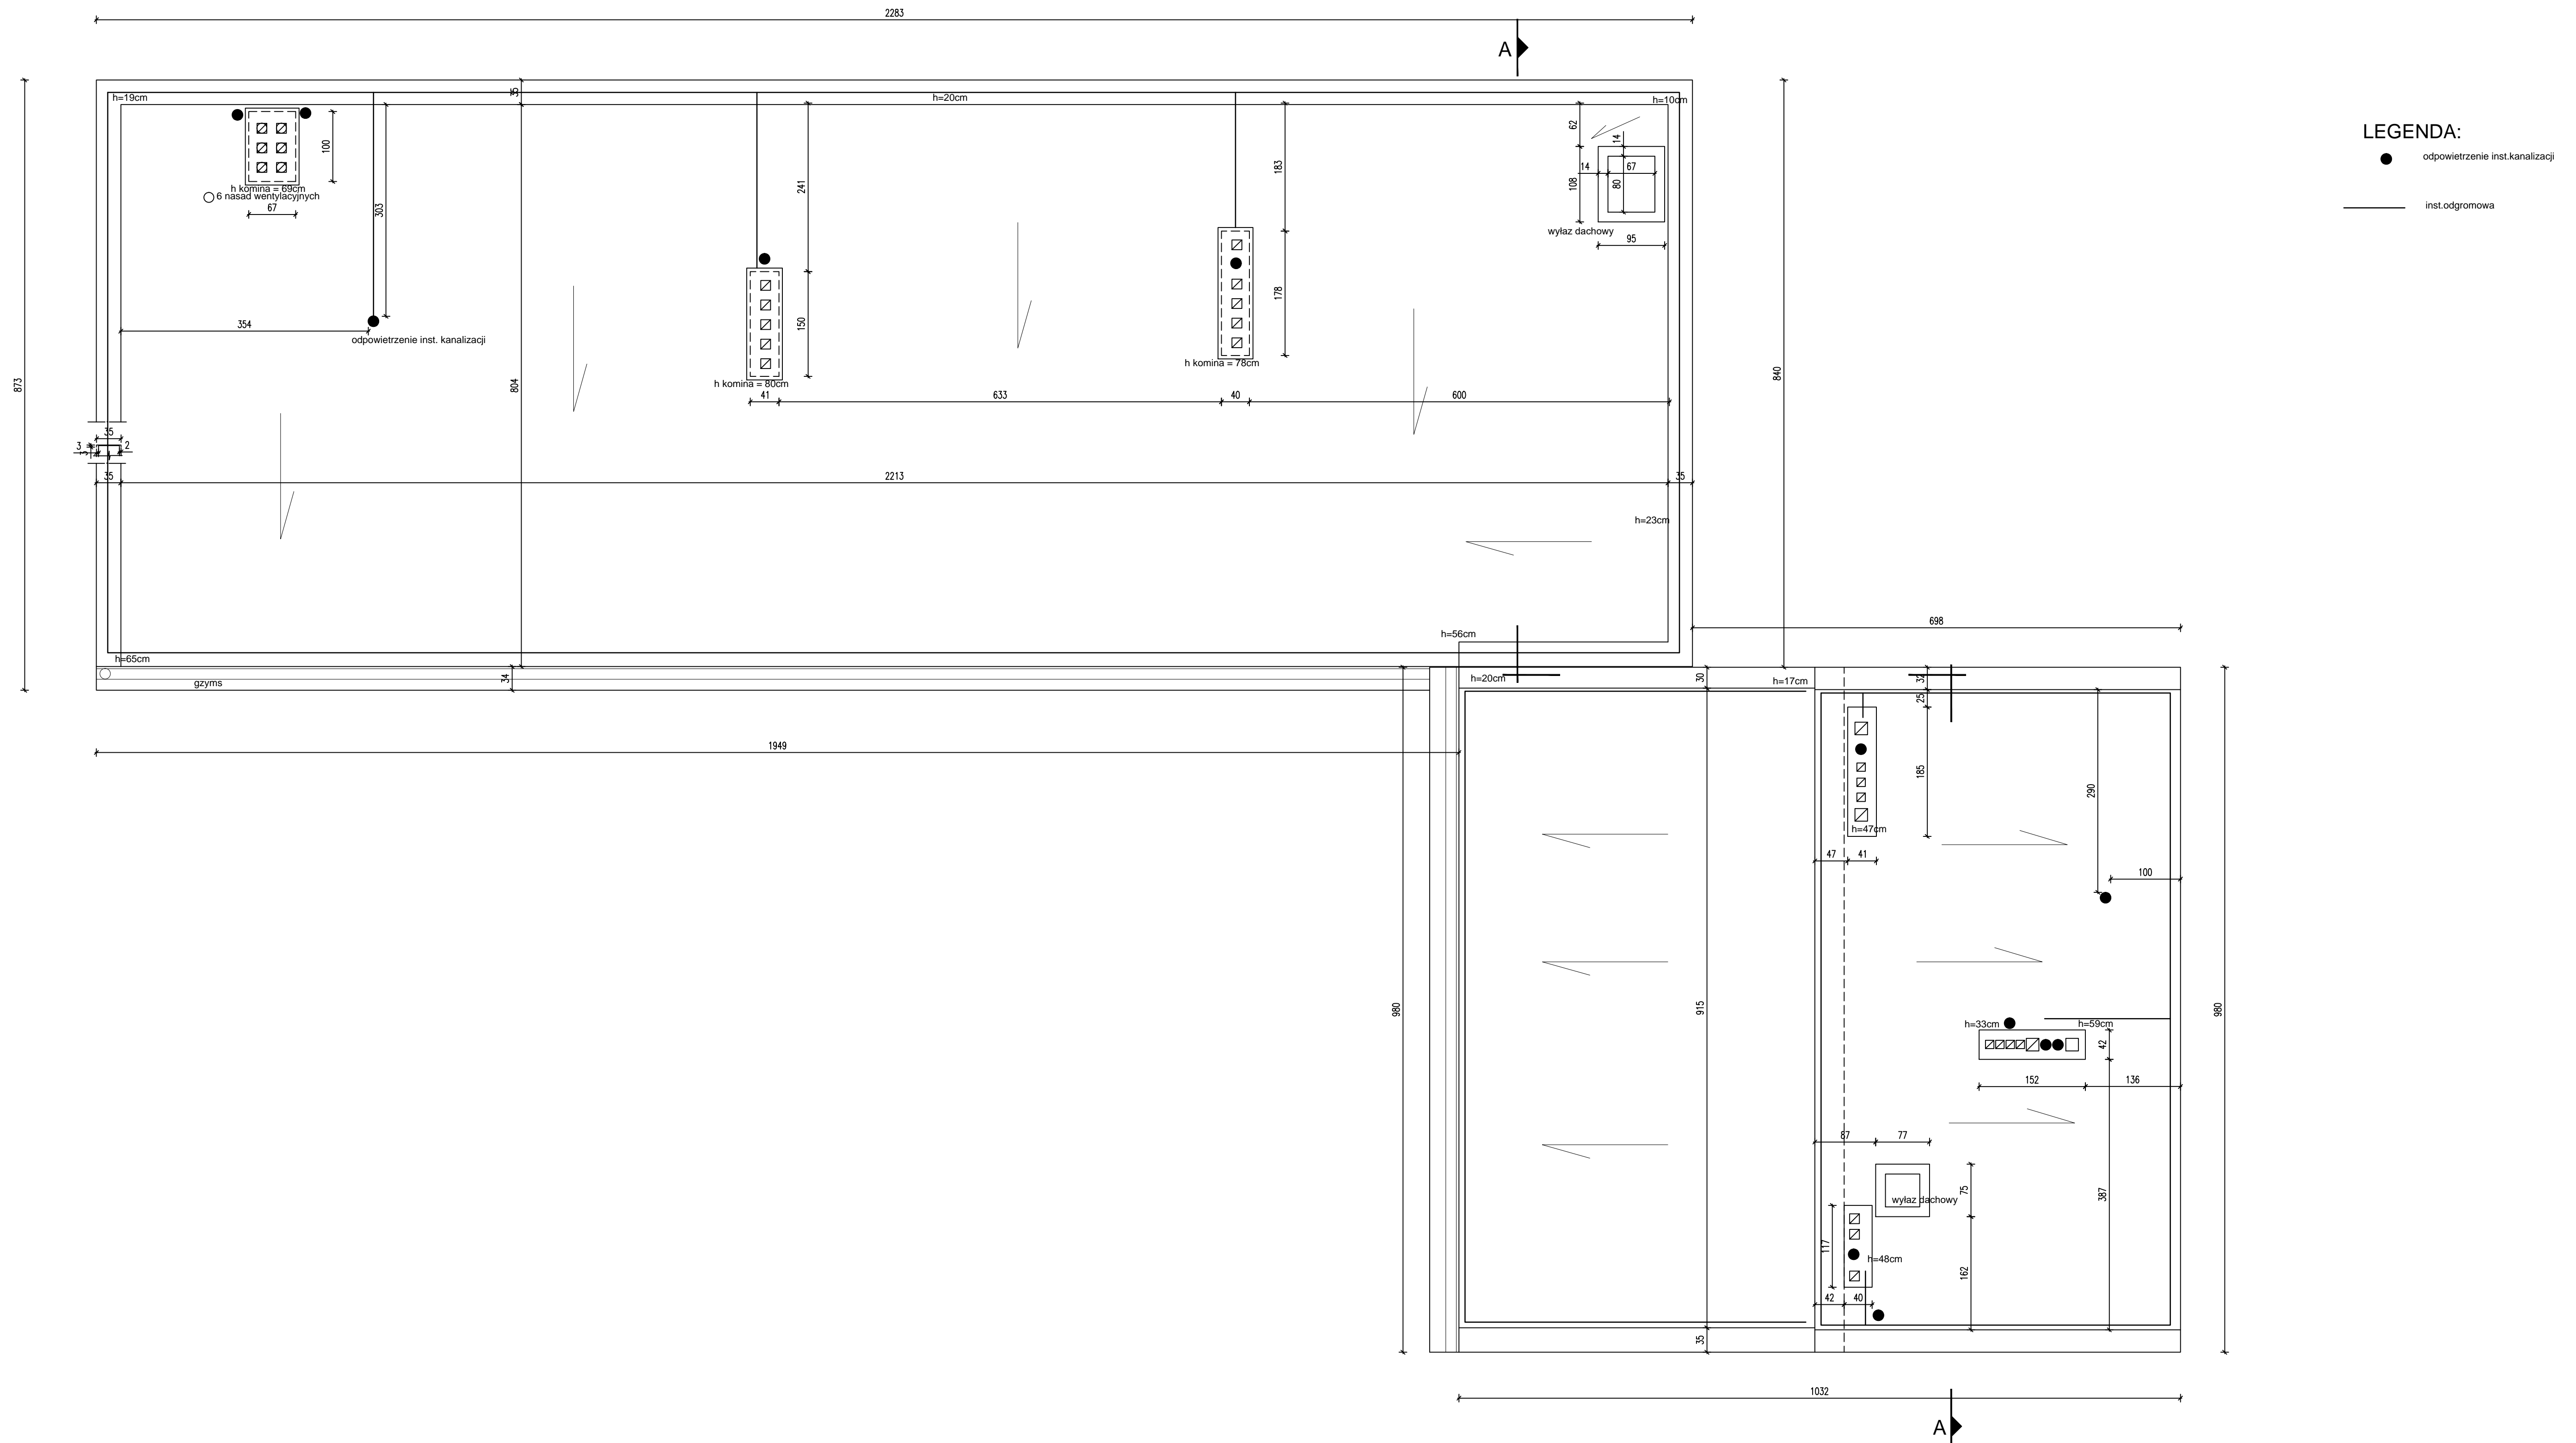 2283
A
LEGENDA:
odpowietrzenie inst.kanalizacji
inst.odgromowa
h=19cm
35
h=20cm
h=10cm
62
14
14
67
80
108
wyłaz dachowy
95
100
h komina = 69cm
6 nasad wentylacyjnych
67
303
354
odpowietrzenie inst. kanalizacji
241
150
h komina = 80cm
183
178
h komina = 78cm
41
633
40
600
873
804
840
35
3
3
2
35
2213
35
h=23cm
h=56cm
h=65cm
gzyms
34
698
h=20cm
30
h=17cm
32
25
1949
185
h=47cm
47
41
290
100
980
915
980
h=33cm
h=59cm
42
152
136
87
77
wyłaz dachowy
75
387
117
h=48cm
162
42
40
35
1032
A